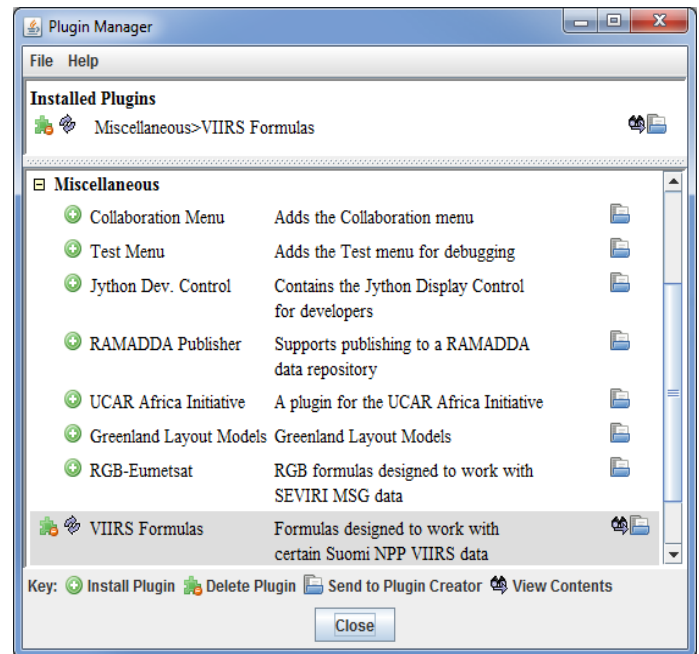 Plugin Manager
File Help
Installed Plugins
Miscellaneous>VIIRS Formulas
Miscellaneous
Collaboration Menu Adds the Collaboration menu
Test Menu Adds the Test menu for debugging
Jython Dev. Control Contains the Jython Display Control
for developers
RAMADDA Publisher Supports publishing to a RAMADDA
data repository
UCAR Africa Initiative A plugin for the UCAR Africa Initiative
Greenland Layout Models Greenland Layout Models
RGB-Eumetsat RGB formulas designed to work with
SEVIRI MSG data
VIIRS Formulas Formulas designed to work with
certain Suomi NPP VIIRS data
Key: Install Plugin Delete Plugin Send to Plugin Creator View Contents
Close